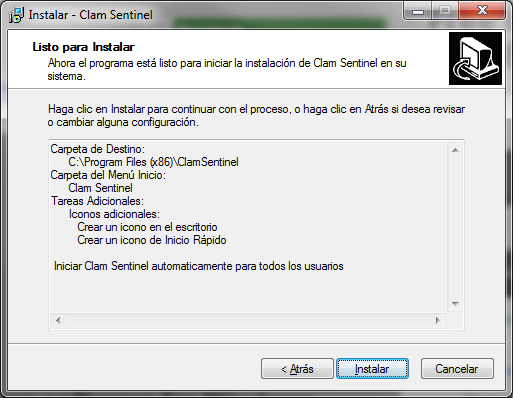 Instalar - Clam Sentinel
Listo para Instalar
Ahora el programa está listo para iniciar la instalación de Clam Sentinel en su
sistema.
Haga clic en Instalar para continuar con el proceso, o haga clic en Atrás si desea revisar
o cambiar alguna configuración.
Carpeta de Destino:
C:\Program Files (x86)\ClamSentinel
Carpeta del Menú Inicio:
Clam Sentinel
Tareas Adicionales:
Iconos adicionales:
Crear un icono en el escritorio
Crear un icono de Inicio Rápido
Iniciar Clam Sentinel automaticamente para todos los usuarios
< Atrás
Instalar
Cancelar